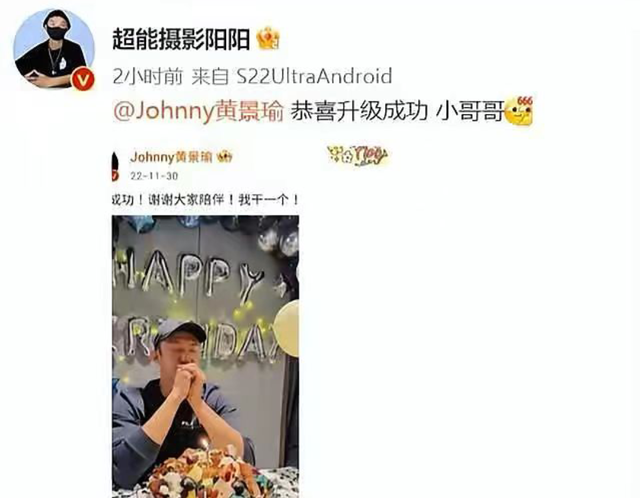 超能摄影阳阳
2小时前 来自 S22UltraAndroid
@Johnny黄景瑜 恭喜升级成功 小哥哥
666
Johnny黄景瑜
22-11-30
成功！谢谢大家陪伴！我干一个！
HAPPY
BIRTHDAY